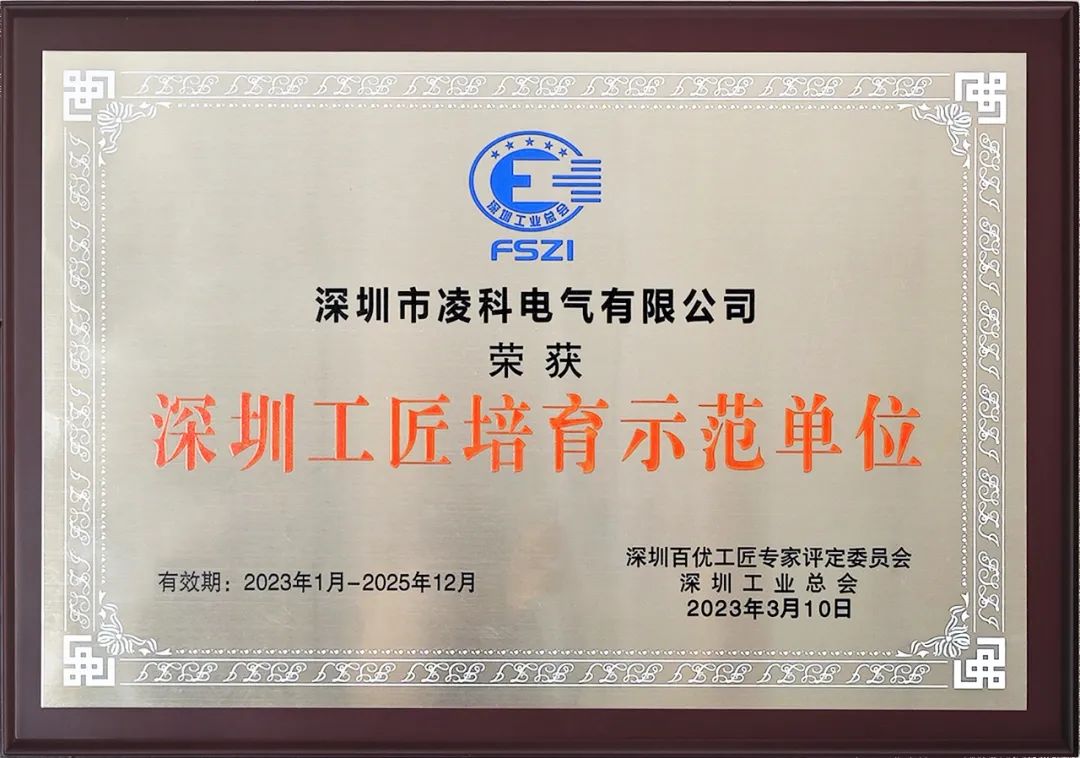 深圳工业总会
FSZI
深圳市凌科电气有限公司
荣获
深圳工匠培育示范单位
有效期：2023年1月-2025年12月
深圳百优工匠专家评定委员会
深圳工业总会
2023年3月10日